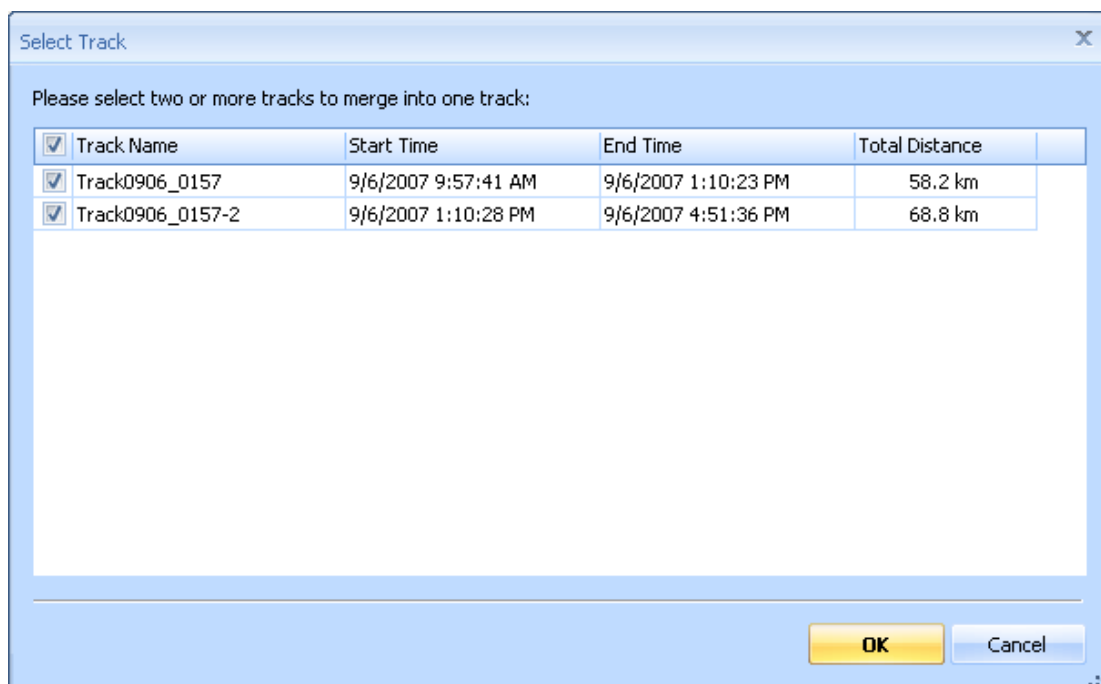 Select Track
Please select two or more tracks to merge into one track:
Track Name Start Time End Time Total Distance
Track0906_0157 9/6/2007 9:57:41 AM 9/6/2007 1:10:23 PM 58.2 km
Track0906_0157-2 9/6/2007 1:10:28 PM 9/6/2007 4:51:36 PM 68.8 km
OK Cancel